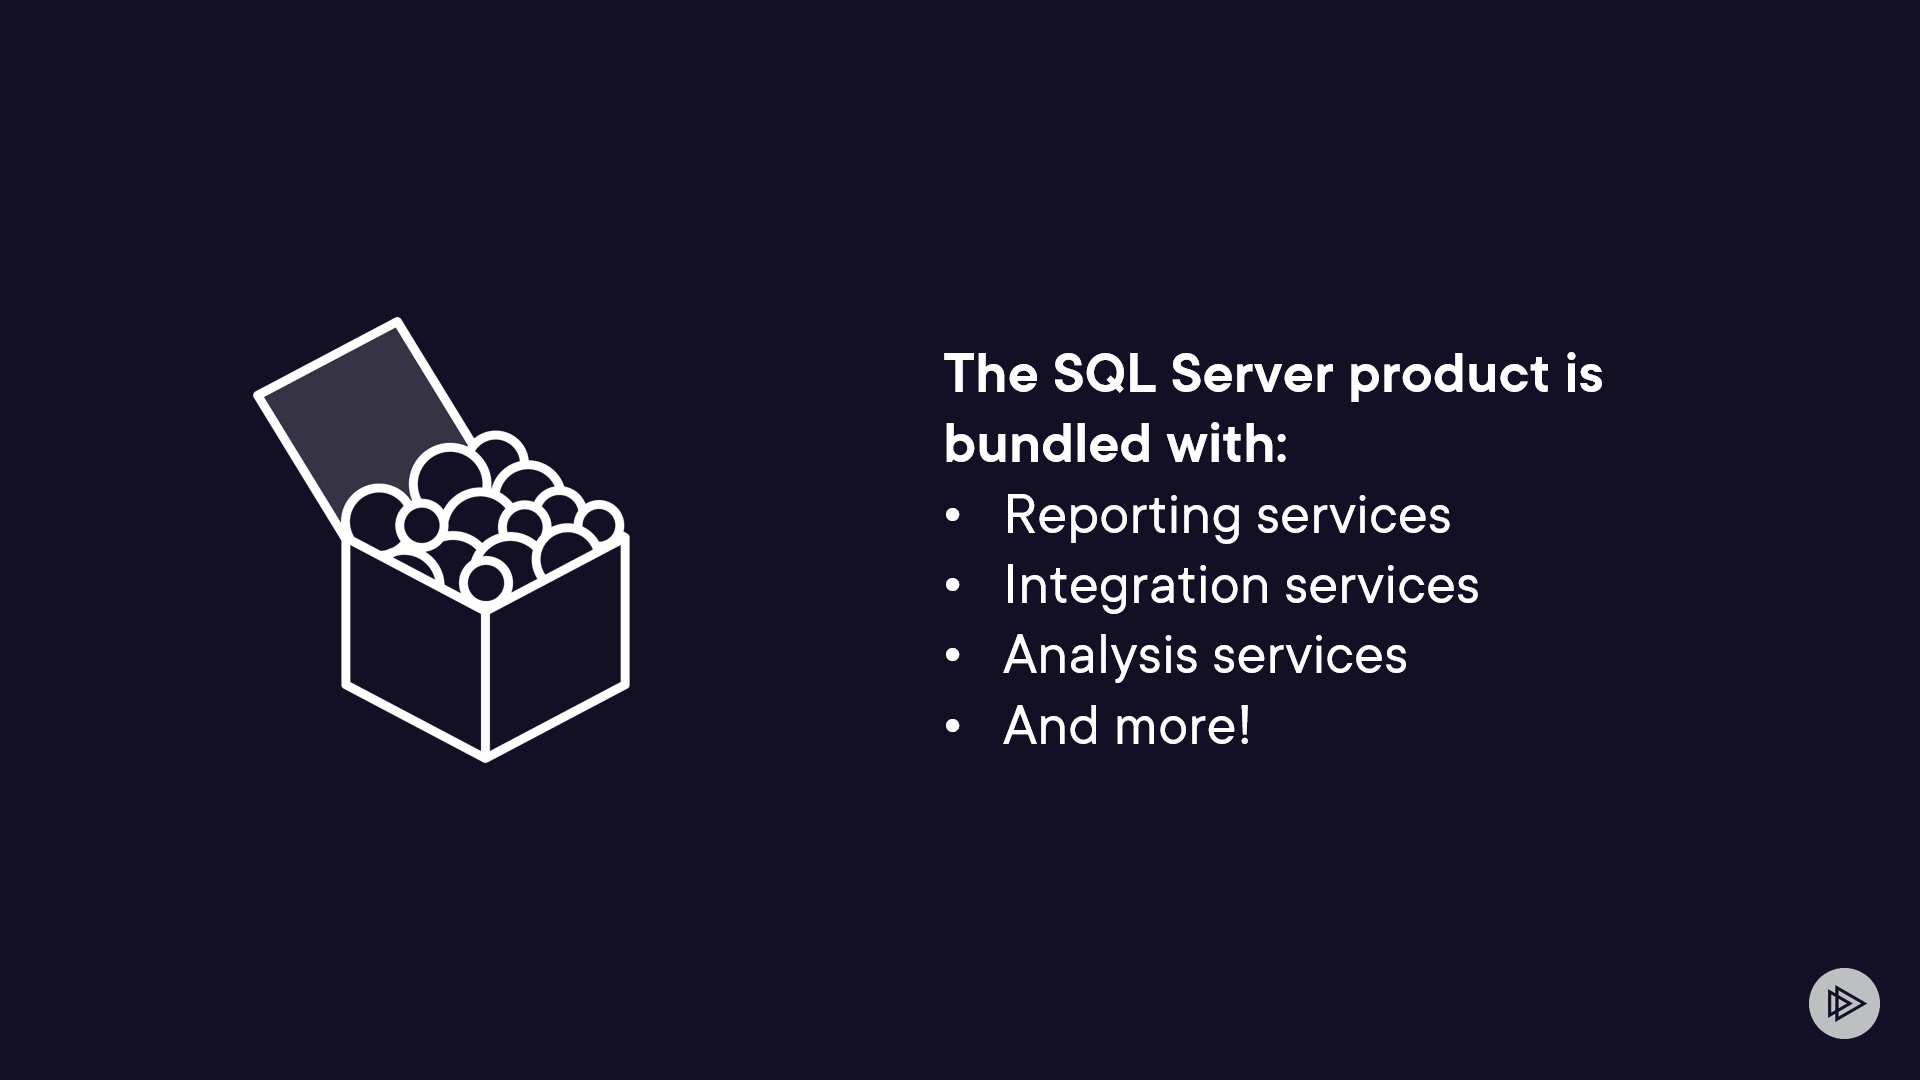 The SQL Server product is
bundled with:
• Reporting services
• Integration services
• Analysis services
• And more!